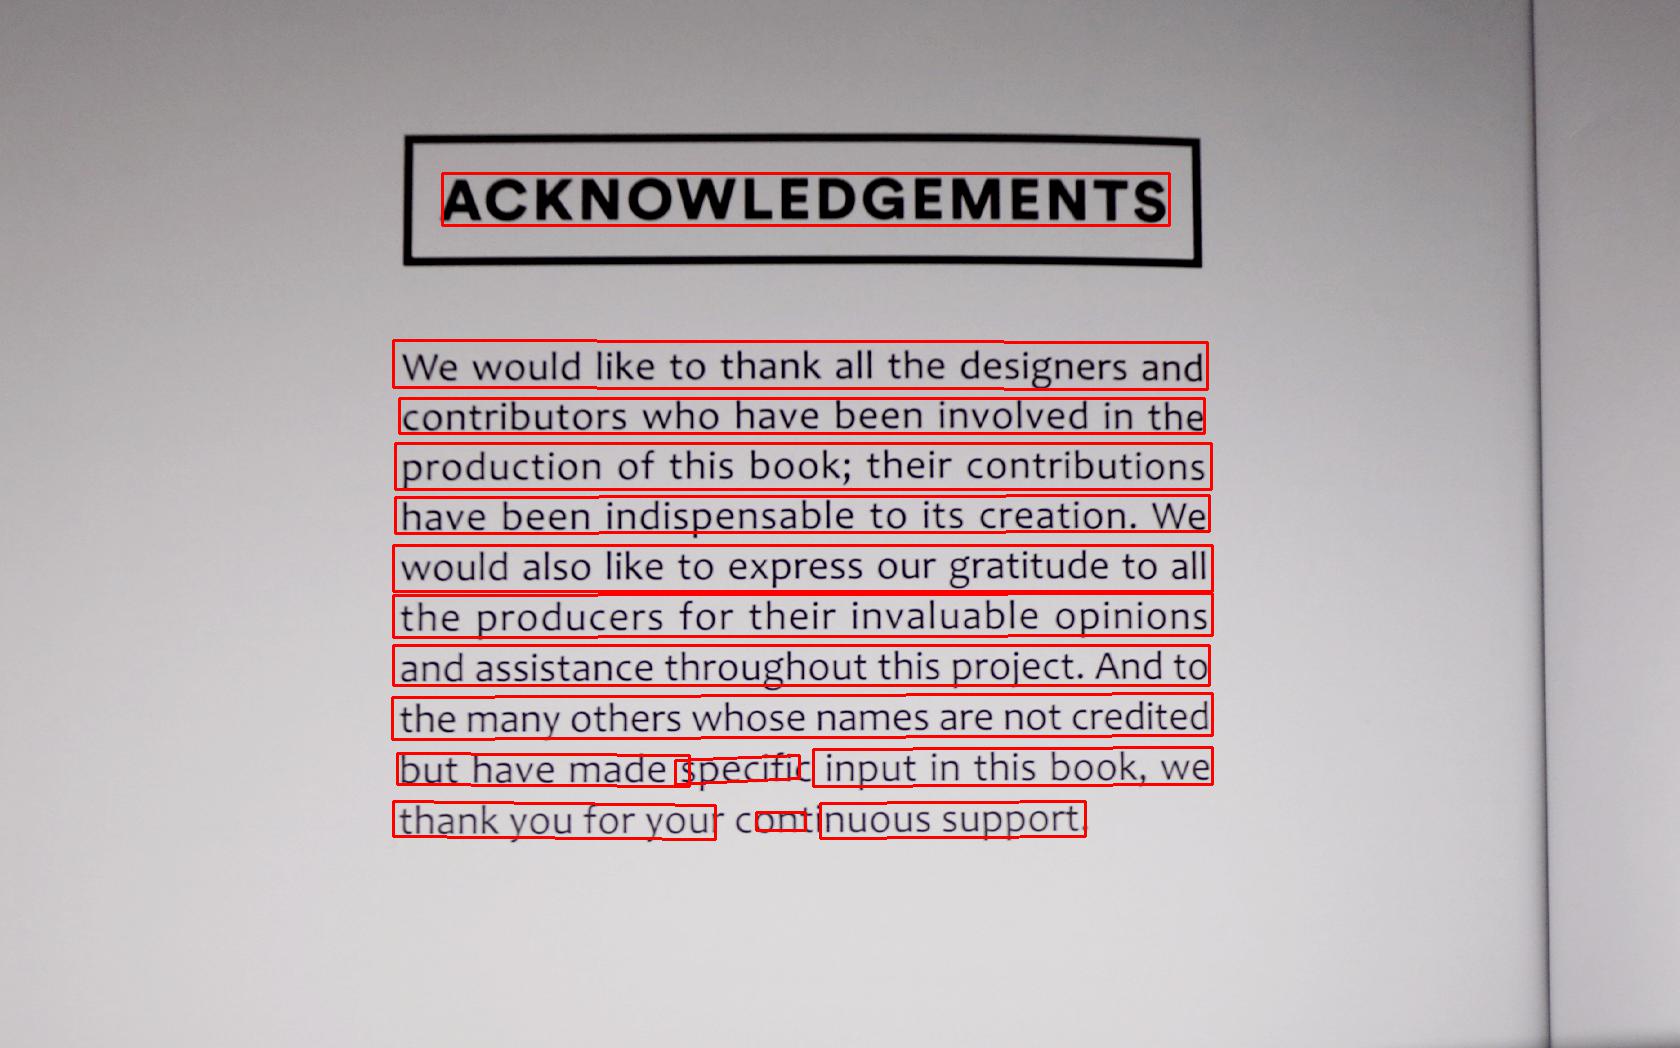 ACKNOWLEDGEMENTS
We would like to thank all the designers and
contributors who have been involved in the
production of this book; their contributions
have been indispensable to its creation. We
would also like to express our gratitude to all
the producers for their invaluable opinions
and assistance throughout this project. And to
the many others whose names are not credited
but have made specific input in this book, we
thank you for your continuous support.